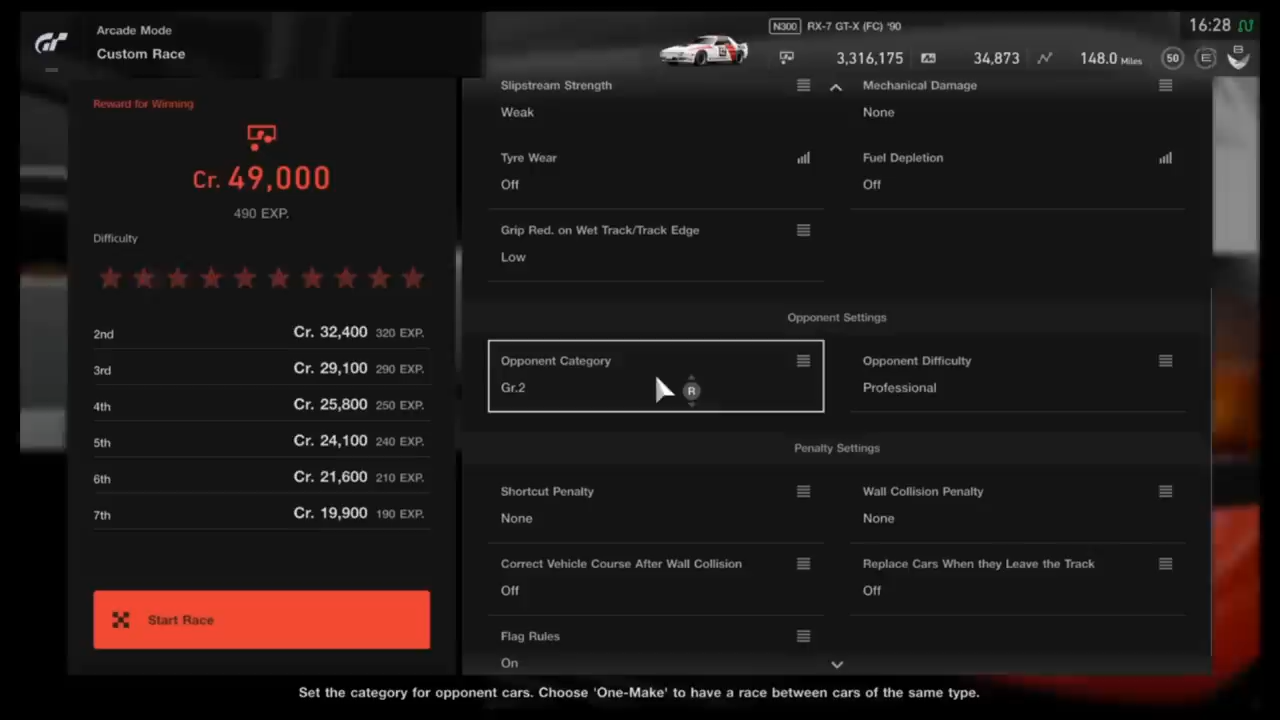 Arcade Mode
Custom Race
N300 RX-7 GT-X (FC) '90
3,316,175
34,873
148.0 Miles
50
E
B
16:28
Reward for Winning
Cr. 49,000
490 EXP.
Difficulty
2nd Cr. 32,400 320 EXP.
3rd Cr. 29,100 290 EXP.
4th Cr. 25,800 250 EXP.
5th Cr. 24,100 240 EXP.
6th Cr. 21,600 210 EXP.
7th Cr. 19,900 190 EXP.
Start Race
Slipstream Strength
Weak
Mechanical Damage
None
Tyre Wear
Off
Fuel Depletion
Off
Grip Red. on Wet Track/Track Edge
Low
Opponent Settings
Opponent Category
Gr.2
R
Opponent Difficulty
Professional
Penalty Settings
Shortcut Penalty
None
Wall Collision Penalty
None
Correct Vehicle Course After Wall Collision
Off
Replace Cars When they Leave the Track
Off
Flag Rules
On
Set the category for opponent cars. Choose 'One-Make' to have a race between cars of the same type.